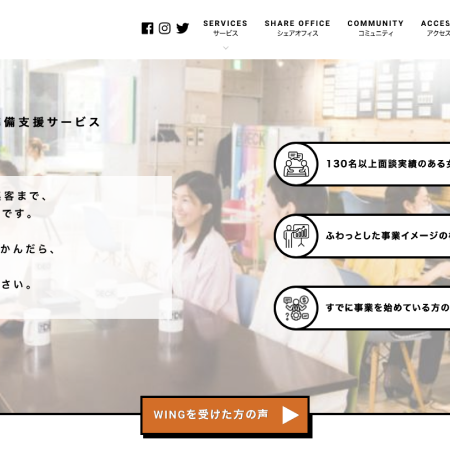 SERVICES
サービス
SHARE OFFICE
シェアオフィス
COMMUNITY
コミュニティ
ACCES
アクセス
備支援サービス
客まで、
です。
かんだら、
さい。
130名以上面談実績のある
ふわっとした事業イメージの
すでに事業を始めている方の
WINGを受けた方の声